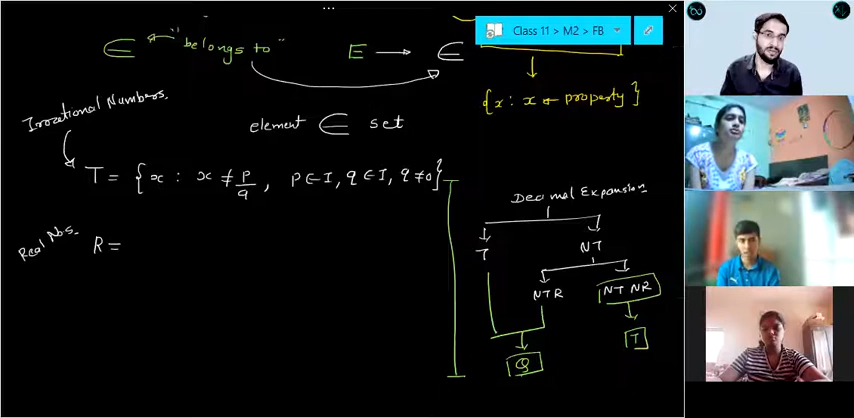 Class 11 > M2 > FB
∈ ← "belongs to"
E → ∈
{x : x ← property}
Irrational Numbers.
element ∈ set
T = {x : x ≠ p/q, p ∈ I, q ∈ I, q ≠ 0}
Decimal Expansion
Real Nbs.
R =
T
NT
NTR
NT NR
Q
T